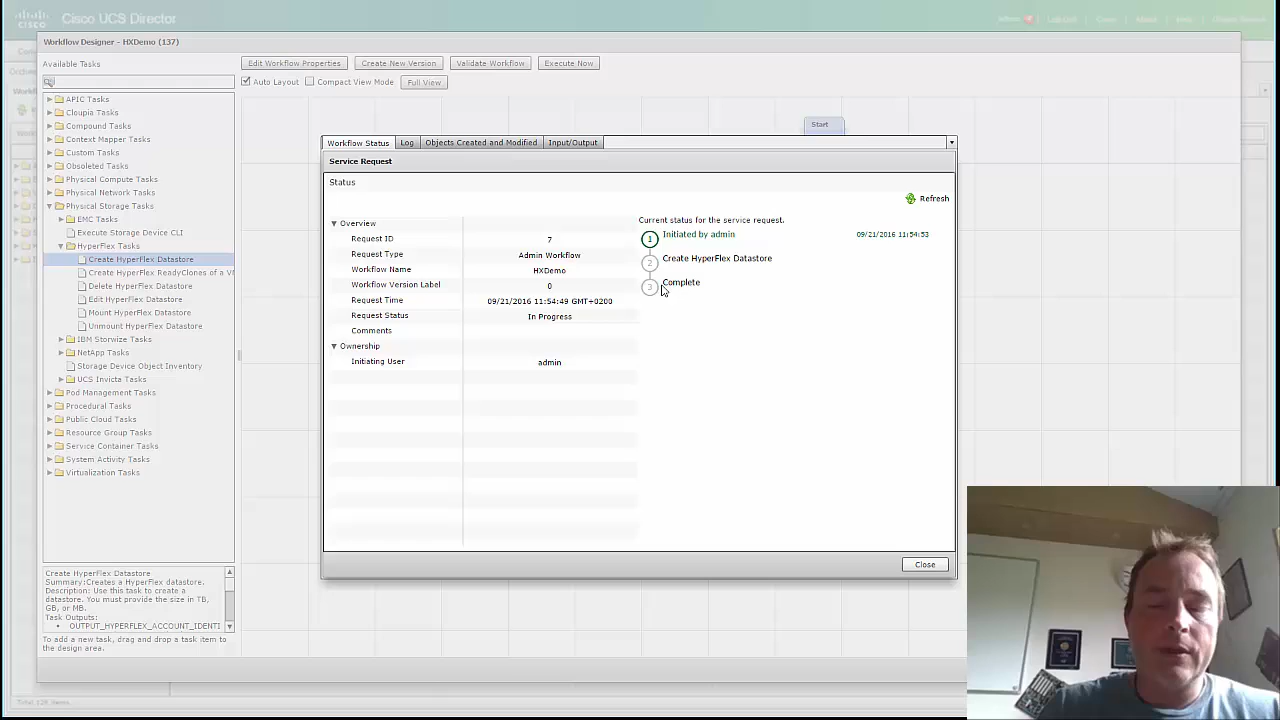 cisco
Cisco UCS Director
Workflow Designer - HXDemo (137)
Available Tasks
Edit Workflow Properties
Create New Version
Validate Workflow
Execute Now
Auto Layout
Compact View Mode
Full View
APIC Tasks
Cloupia Tasks
Compound Tasks
Context Mapper Tasks
Custom Tasks
Obsoleted Tasks
Physical Compute Tasks
Physical Network Tasks
Physical Storage Tasks
EMC Tasks
Execute Storage Device CLI
HyperFlex Tasks
Create HyperFlex Datastore
Create HyperFlex ReadyClones of a VM
Delete HyperFlex Datastore
Edit HyperFlex Datastore
Mount HyperFlex Datastore
Unmount HyperFlex Datastore
IBM Storwize Tasks
NetApp Tasks
Storage Device Object Inventory
UCS Invicta Tasks
Pod Management Tasks
Procedural Tasks
Public Cloud Tasks
Resource Group Tasks
Service Container Tasks
System Activity Tasks
Virtualization Tasks
Create HyperFlex Datastore
Summary:Creates a HyperFlex datastore.
Description: Use this task to create a
datastore. You must provide the size in TB,
GB, or MB.
Task Outputs:
• OUTPUT_HYPERFLEX_ACCOUNT_IDENTI
To add a new task, drag and drop a task item to
the design area.
Start
Workflow Status
Log
Objects Created and Modified
Input/Output
Service Request
Status
Refresh
Overview
Request ID 7
Request Type Admin Workflow
Workflow Name HXDemo
Workflow Version Label 0
Request Time 09/21/2016 11:54:49 GMT+0200
Request Status In Progress
Comments
Ownership
Initiating User admin
Current status for the service request.
1 Initiated by admin 09/21/2016 11:54:53
2 Create HyperFlex Datastore
3 Complete
Close